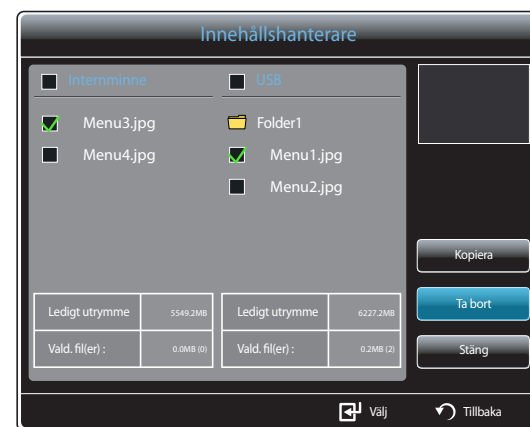 Innehållshanterare
Internminne
USB
Menu3.jpg
Folder1
Menu4.jpg
Menu1.jpg
Menu2.jpg
Kopiera
Ledigt utrymme 5549.2MB
Ledigt utrymme 6227.2MB
Ta bort
Vald. fil(er) : 0.0MB (0)
Vald. fil(er) : 0.2MB (2)
Stäng
Välj
Tillbaka